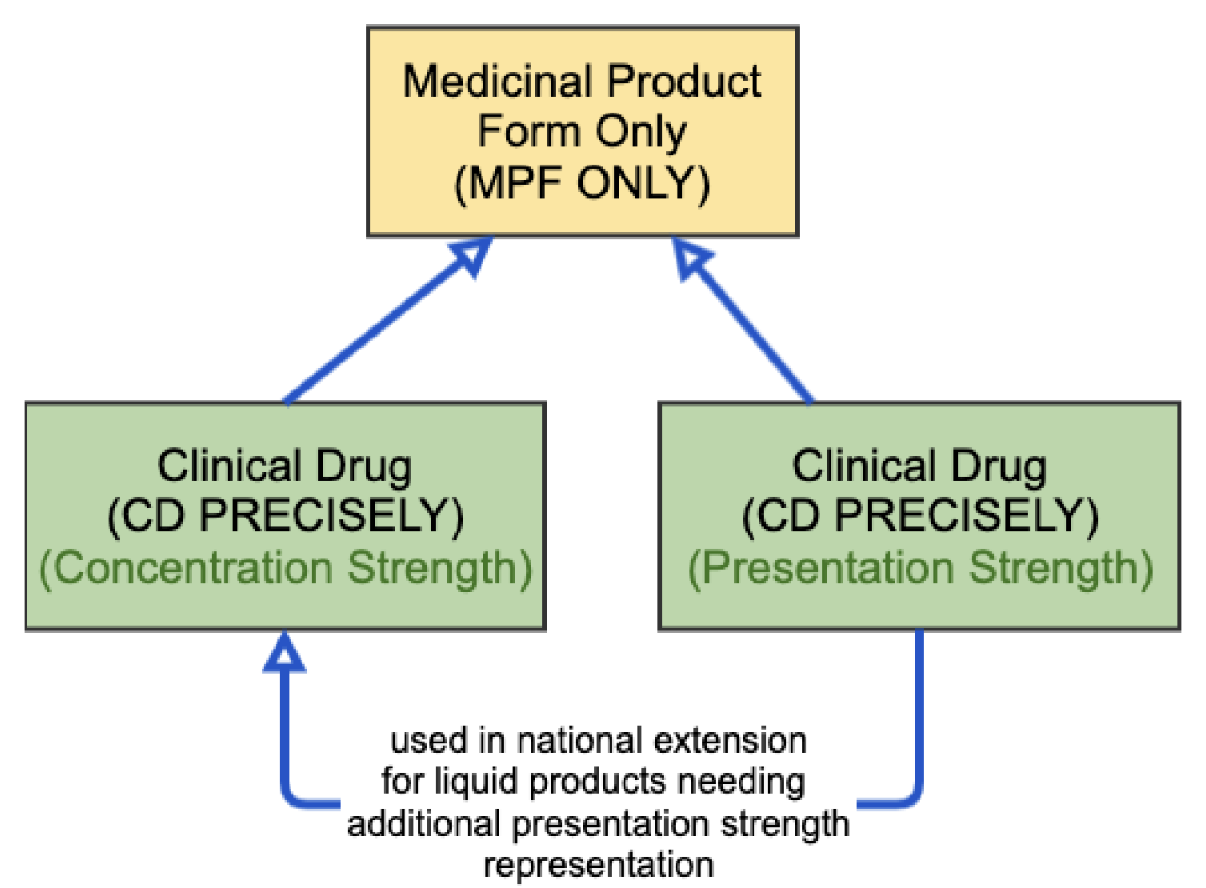 Medicinal Product
Form Only
(MPF ONLY)
Clinical Drug
(CD PRECISELY)
(Concentration Strength)
Clinical Drug
(CD PRECISELY)
(Presentation Strength)
used in national extension
for liquid products needing
additional presentation strength
representation